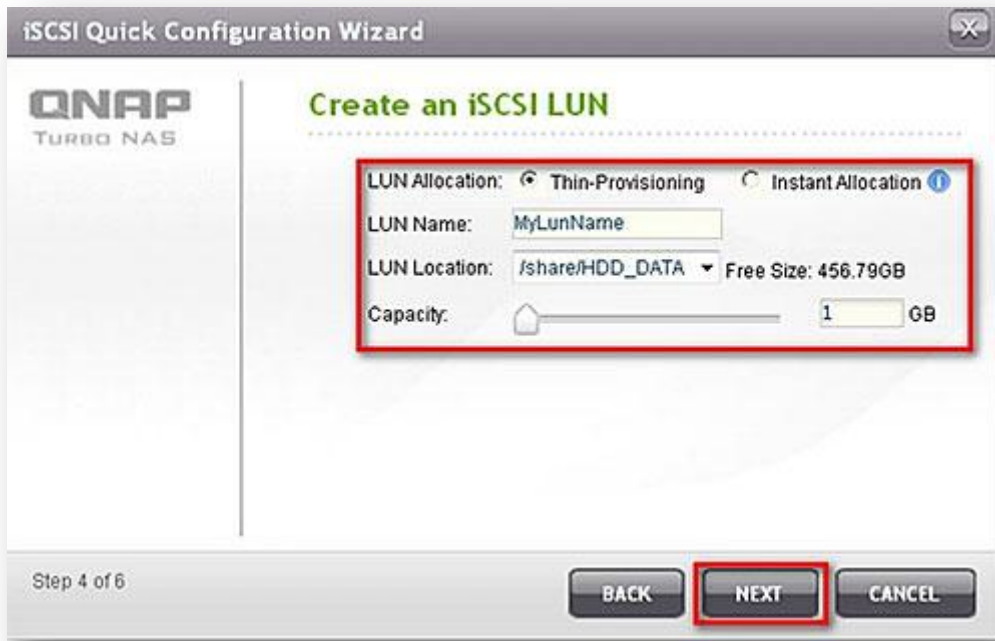 iSCSI Quick Configuration Wizard
QNAP
TURBO NAS
Create an iSCSI LUN
LUN Allocation: Thin-Provisioning Instant Allocation
LUN Name: MyLunName
LUN Location: /share/HDD_DATA Free Size: 456.79GB
Capacity: 1 GB
Step 4 of 6
BACK NEXT CANCEL